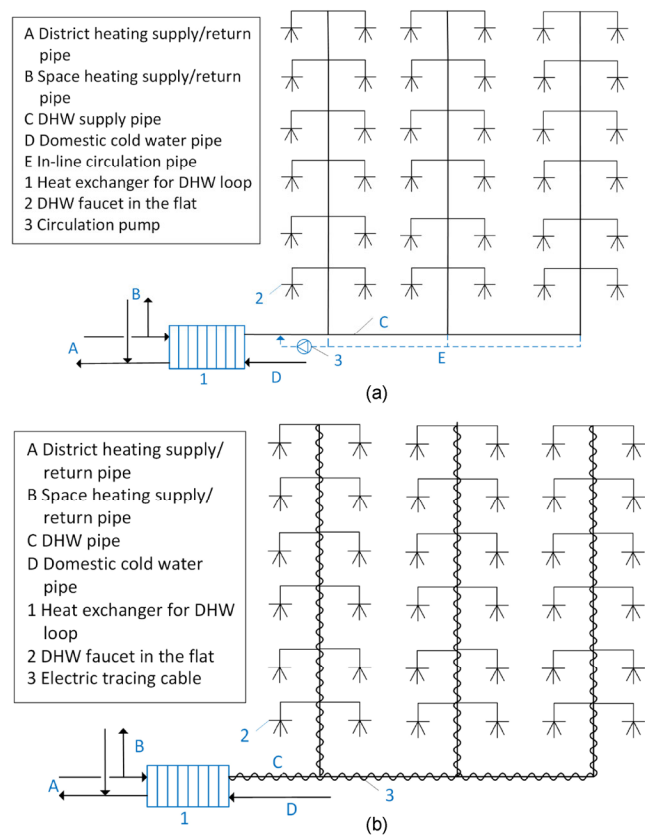 A District heating supply/return
pipe
B Space heating supply/return
pipe
C DHW supply pipe
D Domestic cold water pipe
E In-line circulation pipe
1 Heat exchanger for DHW loop
2 DHW faucet in the flat
3 Circulation pump
2
B
C
A
3
E
D
1
(a)
A District heating supply/
return pipe
B Space heating supply/
return pipe
C DHW pipe
D Domestic cold water
pipe
1 Heat exchanger for DHW
loop
2 DHW faucet in the flat
3 Electric tracing cable
2
B
C
A
3
D
1
(b)